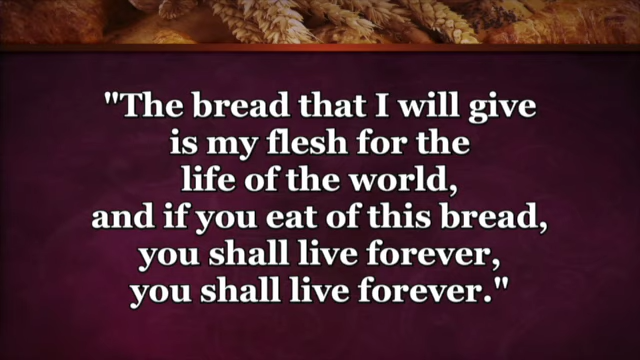 "The bread that I will give
is my flesh for the
life of the world,
and if you eat of this bread,
you shall live forever,
you shall live forever."